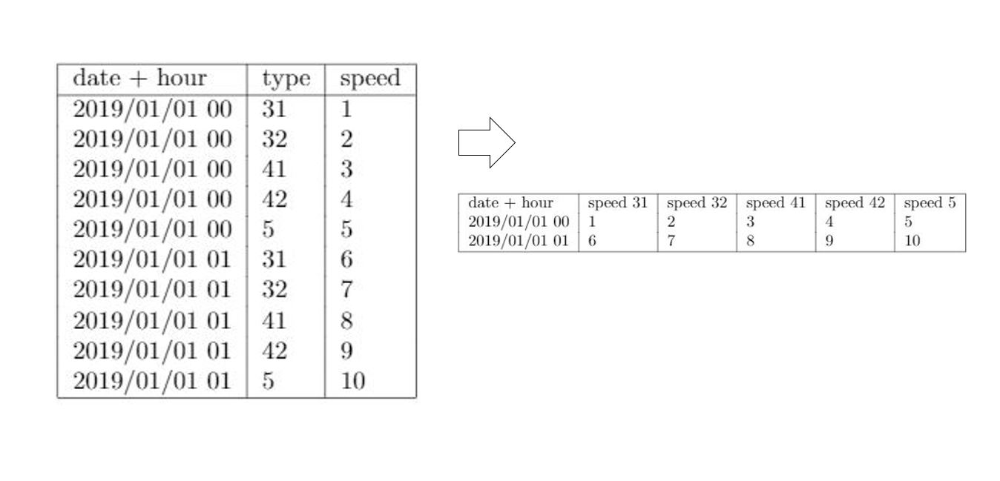 date + hour type speed
2019/01/01 00 31 1
2019/01/01 00 32 2
2019/01/01 00 41 3
2019/01/01 00 42 4
2019/01/01 00 5 5
2019/01/01 01 31 6
2019/01/01 01 32 7
2019/01/01 01 41 8
2019/01/01 01 42 9
2019/01/01 01 5 10
date + hour speed 31 speed 32 speed 41 speed 42 speed 5
2019/01/01 00 1 2 3 4 5
2019/01/01 01 6 7 8 9 10